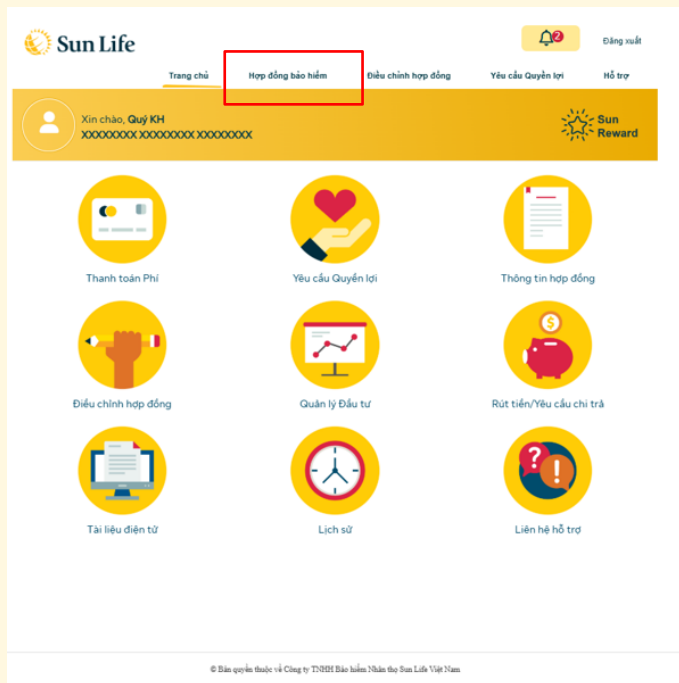 Sun Life
2
Đăng xuất
Trang chủ
Hợp đồng bảo hiểm
Điều chỉnh hợp đồng
Yêu cầu Quyền lợi
Hỗ trợ
Xin chào, Quý KH
XXXXXXXX XXXXXXXX XXXXXXXX
Sun
Reward
Thanh toán Phí
Yêu cầu Quyền lợi
Thông tin hợp đồng
$
Điều chỉnh hợp đồng
Quản lý Đầu tư
Rút tiền/Yêu cầu chi trả
? !
Tài liệu điện tử
Lịch sử
Liên hệ hỗ trợ
© Bản quyền thuộc về Công ty TNHH Bảo hiểm Nhân thọ Sun Life Việt Nam